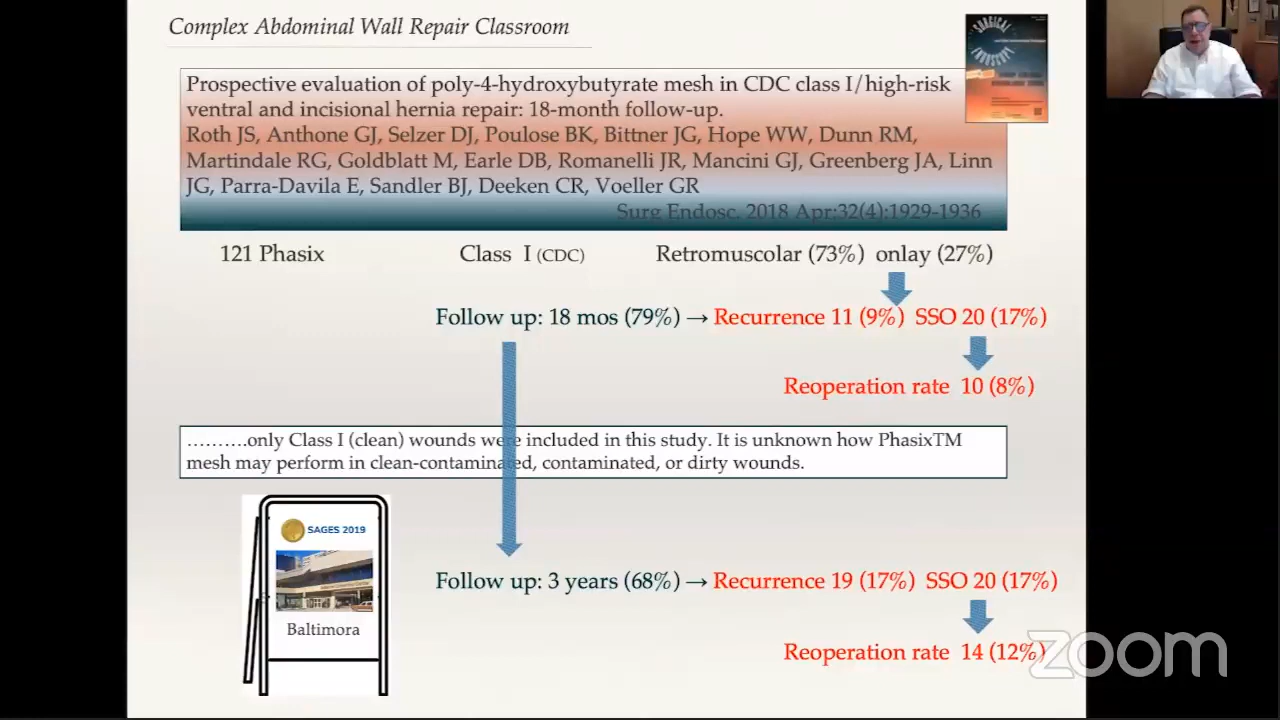 Complex Abdominal Wall Repair Classroom
SURGICAL
ENDOSCOPY
Prospective evaluation of poly-4-hydroxybutyrate mesh in CDC class I/high-risk
ventral and incisional hernia repair: 18-month follow-up.
Roth JS, Anthone GJ, Selzer DJ, Poulose BK, Bittner JG, Hope WW, Dunn RM,
Martindale RG, Goldblatt M, Earle DB, Romanelli JR, Mancini GJ, Greenberg JA, Linn
JG, Parra-Davila E, Sandler BJ, Deeken CR, Voeller GR
Surg Endosc. 2018 Apr;32(4):1929-1936
121 Phasix Class I (CDC) Retromuscolar (73%) onlay (27%)
Follow up: 18 mos (79%) → Recurrence 11 (9%) SSO 20 (17%)
Reoperation rate 10 (8%)
..........only Class I (clean) wounds were included in this study. It is unknown how PhasixTM
mesh may perform in clean-contaminated, contaminated, or dirty wounds.
SAGES 2019
Baltimora
Follow up: 3 years (68%) → Recurrence 19 (17%) SSO 20 (17%)
Reoperation rate 14 (12%)
zoom